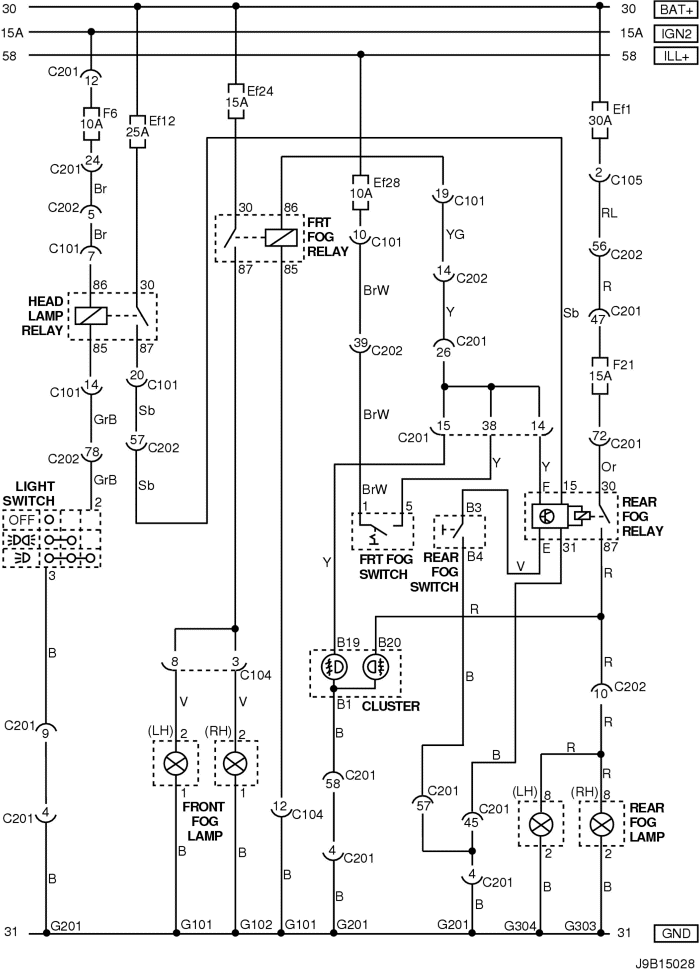 30 30 BAT+
15A 15A IGN2
58 58 ILL+
C201 12
F6 10A
Ef12 25A
Ef24 15A
Ef28 10A
Ef1 30A
24 C201
Br
C202 5
Br
C101 7
86 30
HEAD LAMP RELAY
85 87
14 C101
GrB
78 C202
GrB
20 C101
Sb
57 C202
Sb
30 86
FRT FOG RELAY
87 85
10 C101
BrW
39 C202
BrW
BrW
19 C101
YG
14 C202
Y
C201 26
C201 15 38 14
Y Y
Sb
2 C105
RL
56 C202
R
C201 47
F21 15A
72 C201
Or
LIGHT SWITCH
2
OFF
3
1 5
FRT FOG SWITCH
B3
REAR FOG SWITCH
B4
F 15 30
REAR FOG RELAY
E 31 87
V
R
Y
R
B
B19 B20
CLUSTER
B1
B
58 C201
4 C201
B
8 3 C104
V V
(LH) 2 (RH) 2
1 1
FRONT FOG LAMP
B B
12 C104
B
B
C201 9
C201 4
B
B
B
C201 57
C201 45
4 C201
B
R
C202 10
R
R
R
(LH) 8 (RH) 8
REAR FOG LAMP
2 2
B B
31 G201 G101 G102 G101 G201 G201 G304 G303 31 GND
J9B15028